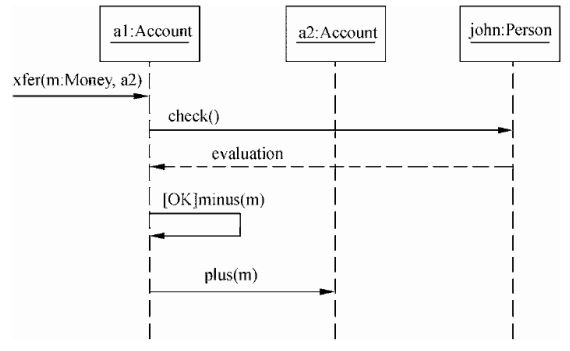 a1:Account
a2:Account
john:Person
xfer(m:Money, a2)
check()
evaluation
[OK]minus(m)
plus(m)